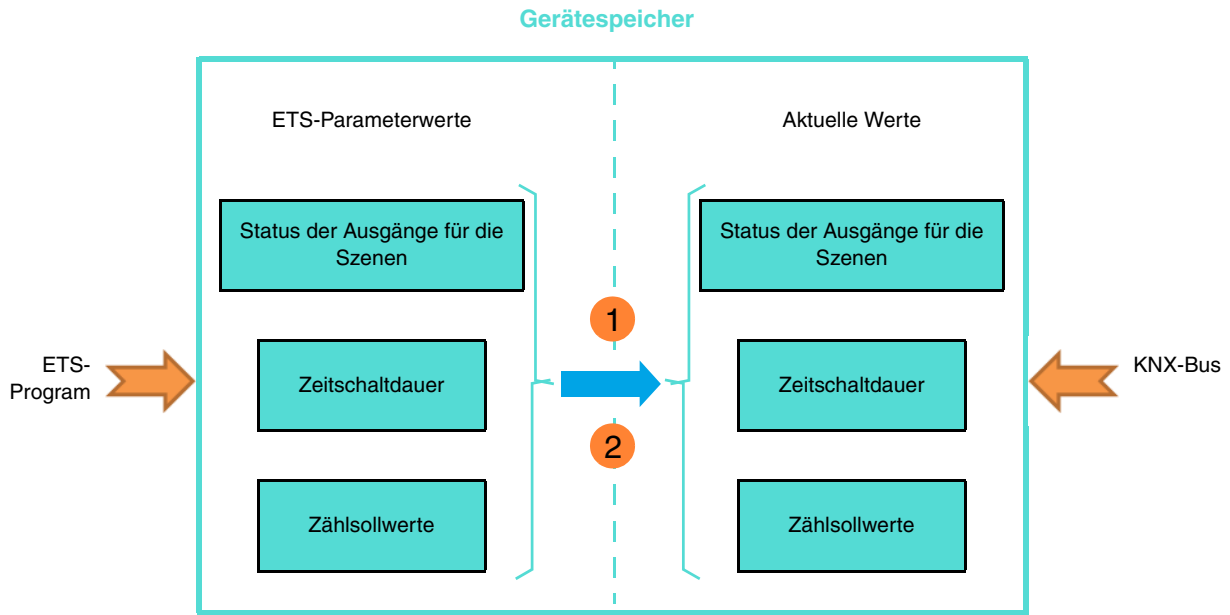 Gerätespeicher
ETS-Parameterwerte
Aktuelle Werte
Status der Ausgänge für die
Szenen
Status der Ausgänge für die
Szenen
1
ETS-
Program
Zeitschaltdauer
Zeitschaltdauer
KNX-Bus
2
Zählsollwerte
Zählsollwerte